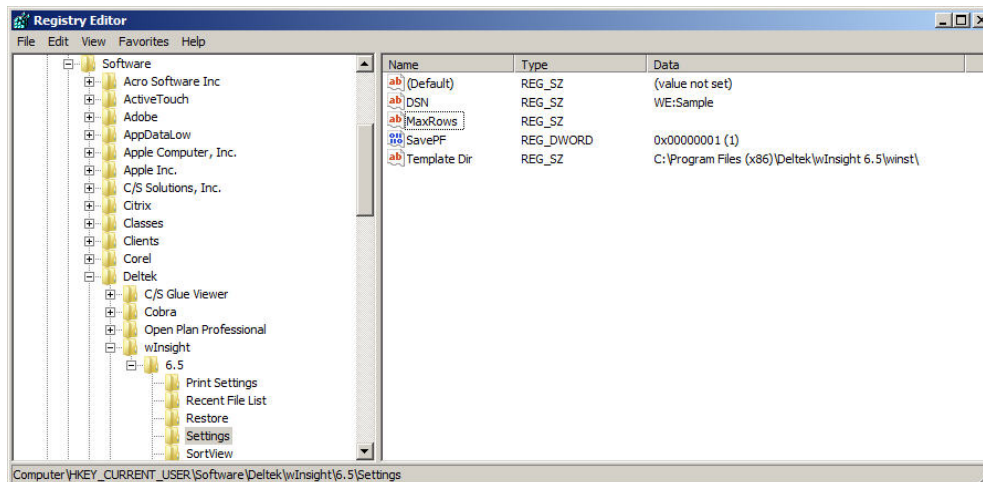 Registry Editor
File Edit View Favorites Help
Software
Acro Software Inc
ActiveTouch
Adobe
AppDataLow
Apple Computer, Inc.
Apple Inc.
C/S Solutions, Inc.
Citrix
Classes
Clients
Corel
Deltek
C/S Glue Viewer
Cobra
Open Plan Professional
wInsight
6.5
Print Settings
Recent File List
Restore
Settings
SortView
Name Type Data
(Default) REG_SZ (value not set)
DSN REG_SZ WE:Sample
MaxRows REG_SZ
SavePF REG_DWORD 0x00000001 (1)
Template Dir REG_SZ C:\Program Files (x86)\Deltek\wInsight 6.5\winst\
Computer\HKEY_CURRENT_USER\Software\Deltek\wInsight\6.5\Settings